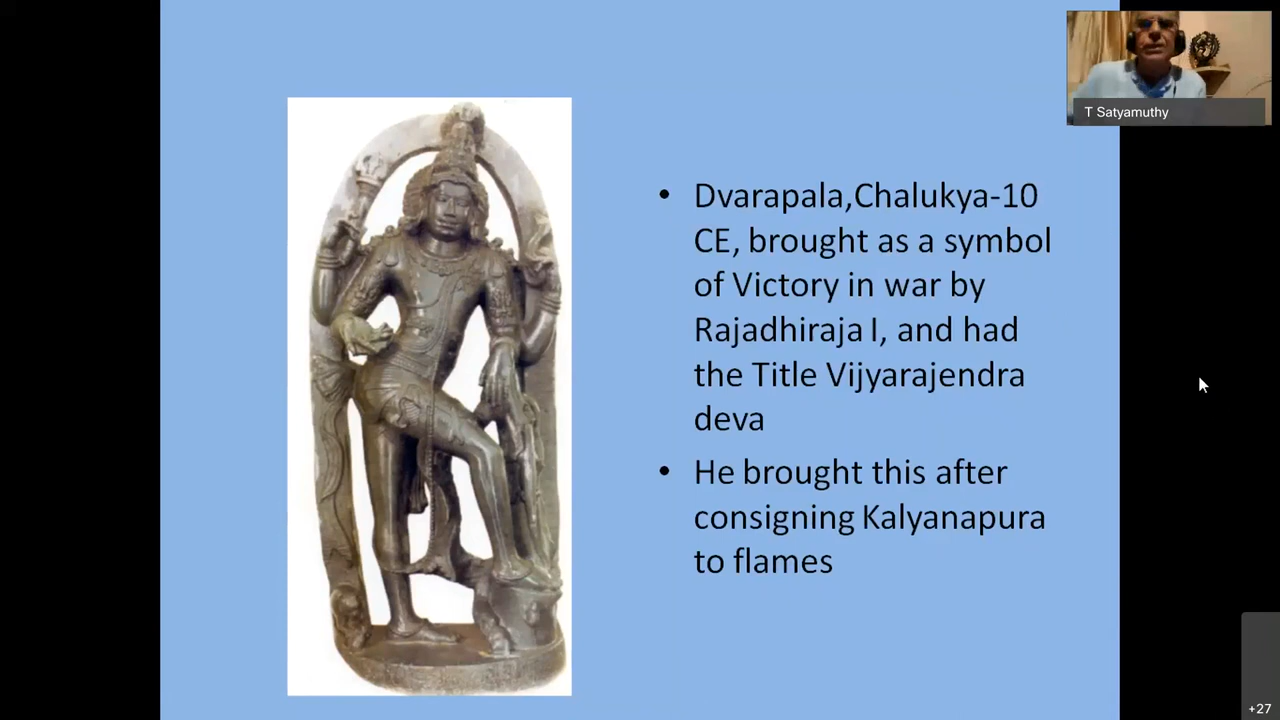 T Satyamuthy
• Dvarapala,Chalukya-10
CE, brought as a symbol
of Victory in war by
Rajadhiraja I, and had
the Title Vijyarajendra
deva
• He brought this after
consigning Kalyanapura
to flames
+27